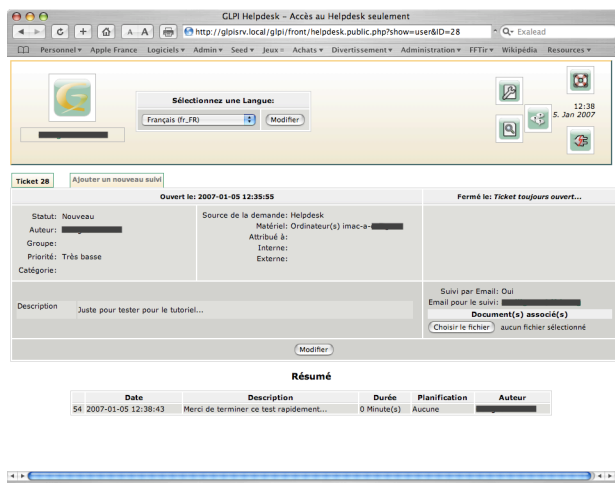 GLPI Helpdesk - Accès au Helpdesk seulement
A A http://glpisrv.local/glpi/front/helpdesk.public.php?show=user&ID=28 Q- Exalead
Personnel Apple France Logiciels Admin Seed Jeux Achats Divertissement Administration FFTir Wikipédia Resources
Sélectionnez une Langue:
Français (fr_FR) Modifier
12:38
5. Jan 2007
Ticket 28 Ajouter un nouveau suivi
Ouvert le: 2007-01-05 12:35:55 Fermé le: Ticket toujours ouvert...
Statut: Nouveau Source de la demande: Helpdesk
Auteur: Matériel: Ordinateur(s) imac-a-
Groupe: Attribué à:
Priorité: Très basse Interne:
Catégorie: Externe:
Suivi par Email: Oui
Email pour le suivi:
Description Juste pour tester pour le tutoriel...
Document(s) associé(s)
Choisir le fichier aucun fichier sélectionné
Modifier
Résumé
Date Description Durée Planification Auteur
54 2007-01-05 12:38:43 Merci de terminer ce test rapidement... 0 Minute(s) Aucune